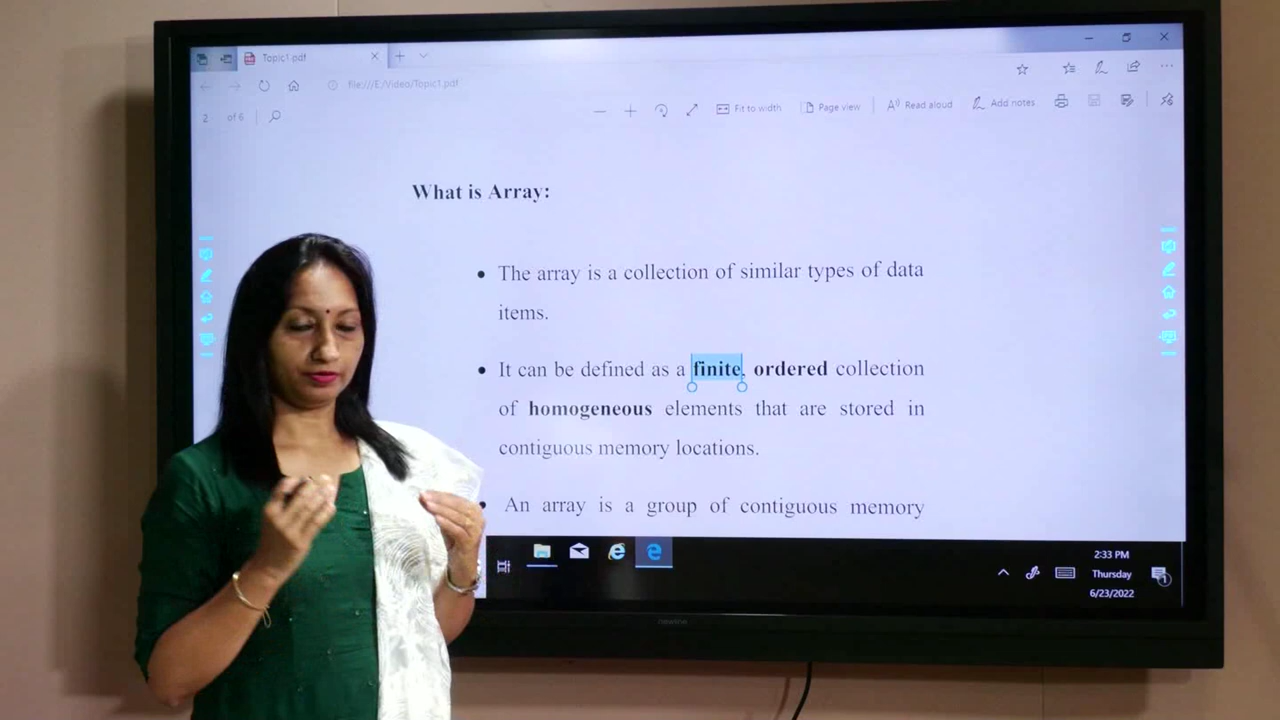 Topic1.pdf
file:///E:/Video/Topic1.pdf
2 of 6
Fit to width
Page view
Read aloud
Add notes
What is Array:
• The array is a collection of similar types of data
items.
• It can be defined as a finite, ordered collection
of homogeneous elements that are stored in
contiguous memory locations.
• An array is a group of contiguous memory
2:33 PM
Thursday
6/23/2022
1
newline